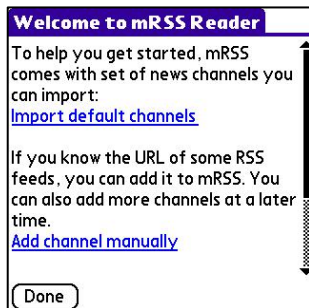 Welcome to mRSS Reader
To help you get started, mRSS
comes with set of news channels you
can import:
Import default channels
If you know the URL of some RSS
feeds, you can add it to mRSS. You
can also add more channels at a later
time.
Add channel manually
Done